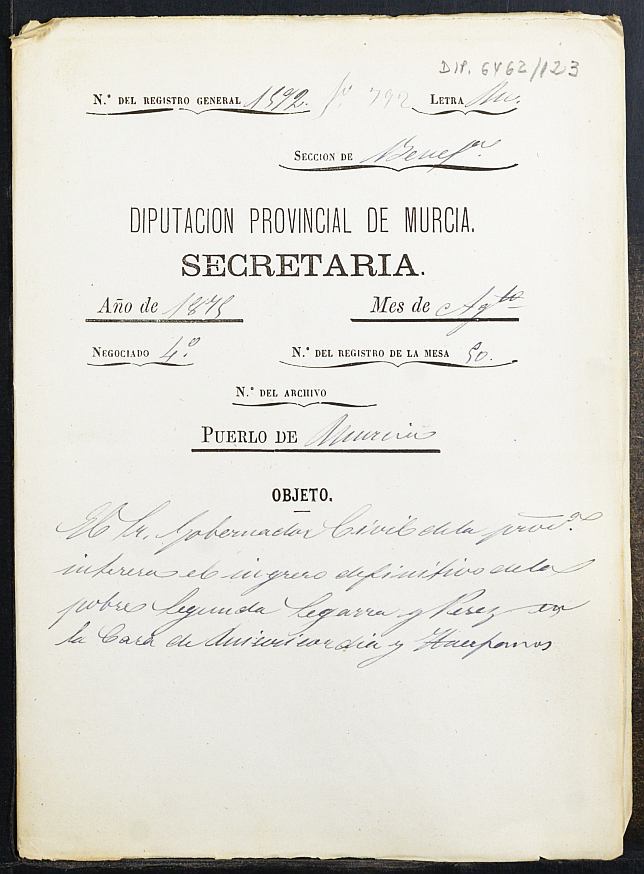 DIP. 6462/123
N.º DEL REGISTRO GENERAL 1592. 792 LETRA M.
SECCION DE Benef.ª
DIPUTACION PROVINCIAL DE MURCIA.
SECRETARIA.
Año de 1875 Mes de Ag.to
NEGOCIADO 4.º N.º DEL REGISTRO DE LA MESA 50.
N.º DEL ARCHIVO
PUERLO DE Murcia
OBJETO.
El Sr. Gobernador Civil de la prov.ª
interesa el ingreso definitivo de la
pobre Segunda Segarra y Perez en
la Casa de Misericordia y Huerfanos